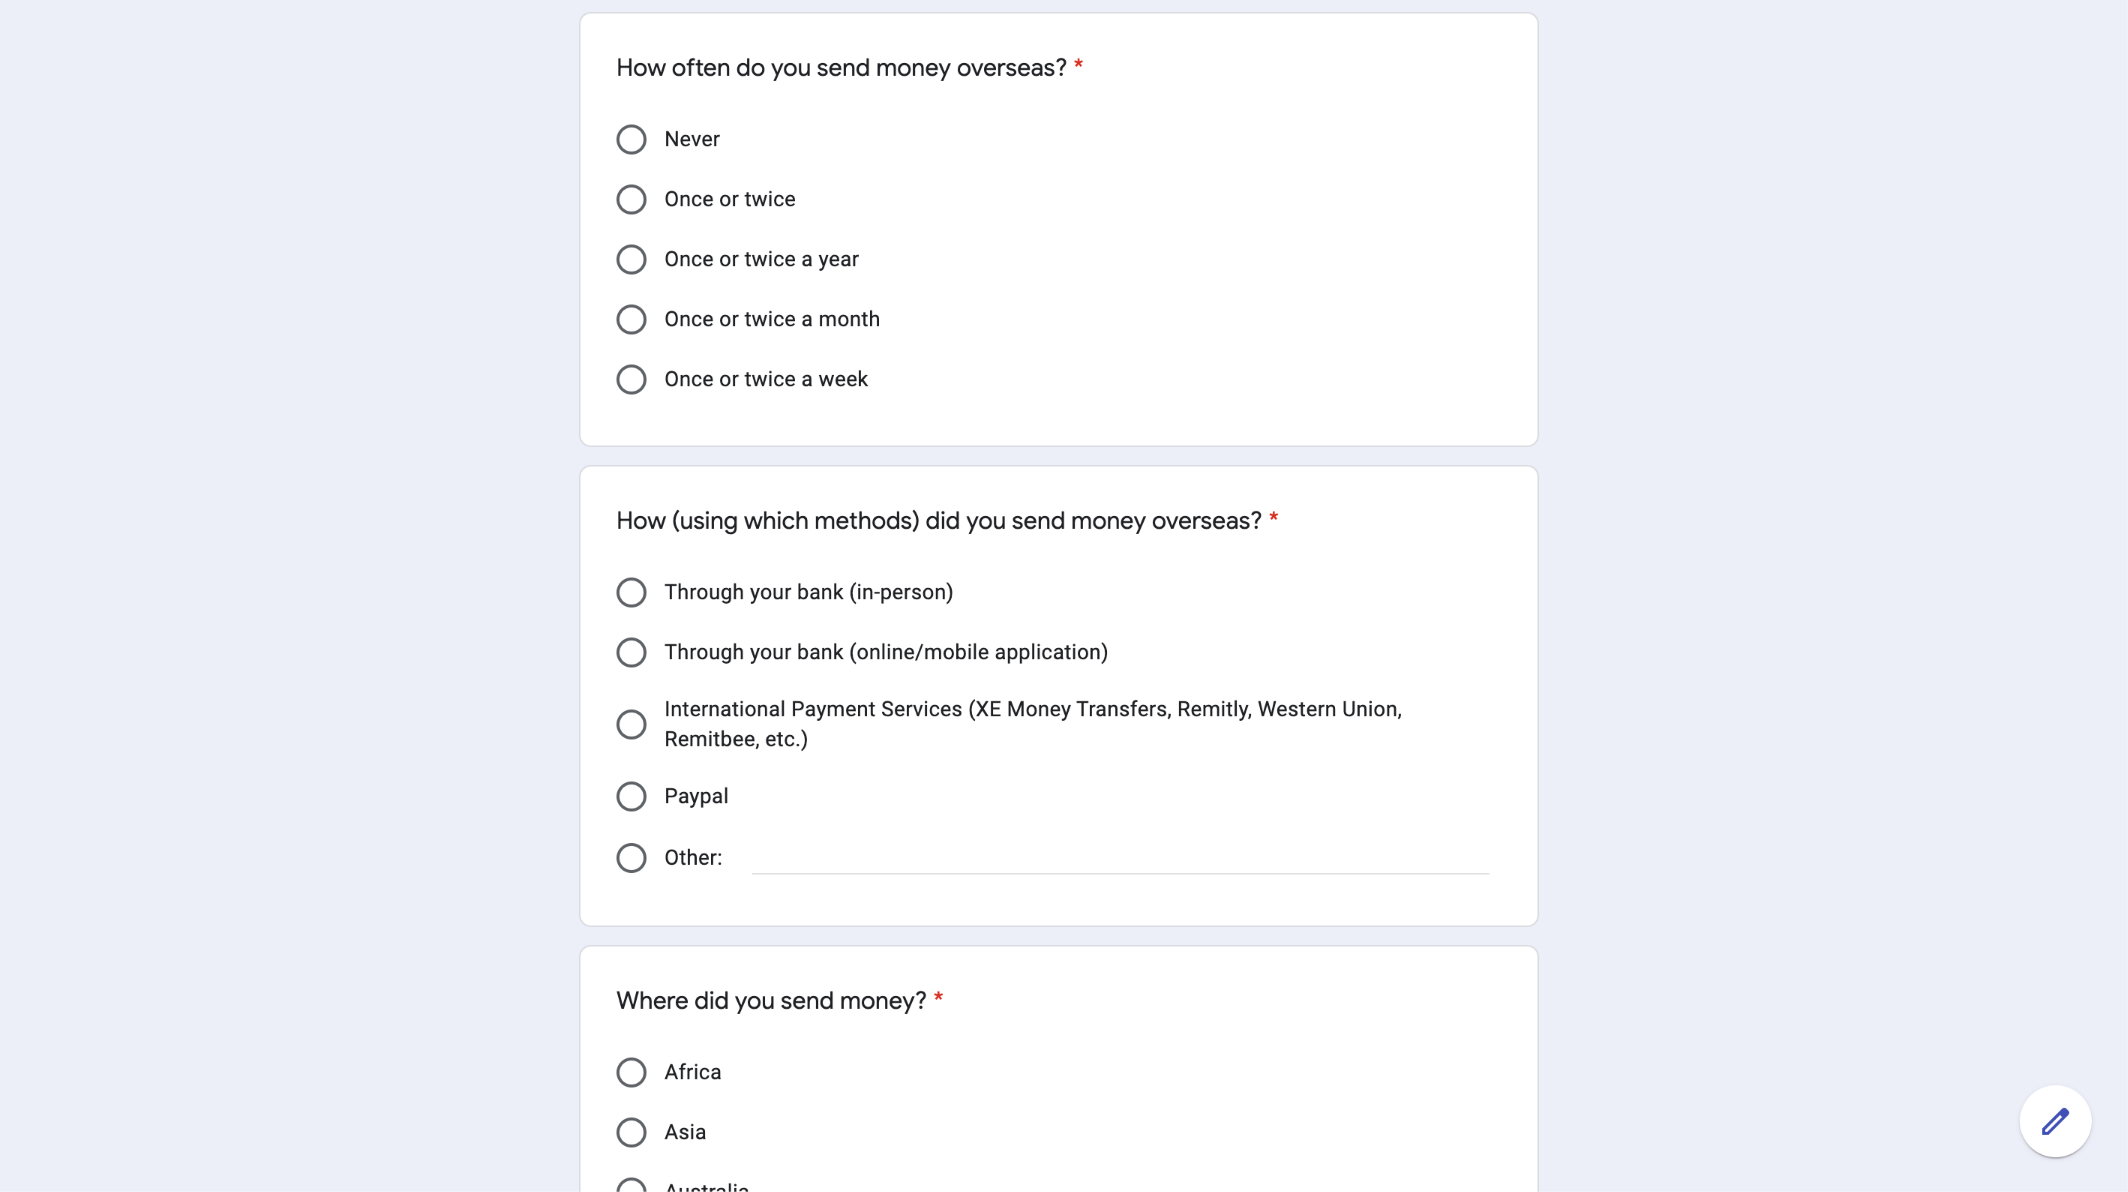 How often do you send money overseas? *
Never
Once or twice
Once or twice a year
Once or twice a month
Once or twice a week
How (using which methods) did you send money overseas? *
Through your bank (in-person)
Through your bank (online/mobile application)
International Payment Services (XE Money Transfers, Remitly, Western Union,
Remitbee, etc.)
Paypal
Other:
Where did you send money? *
Africa
Asia
Australia